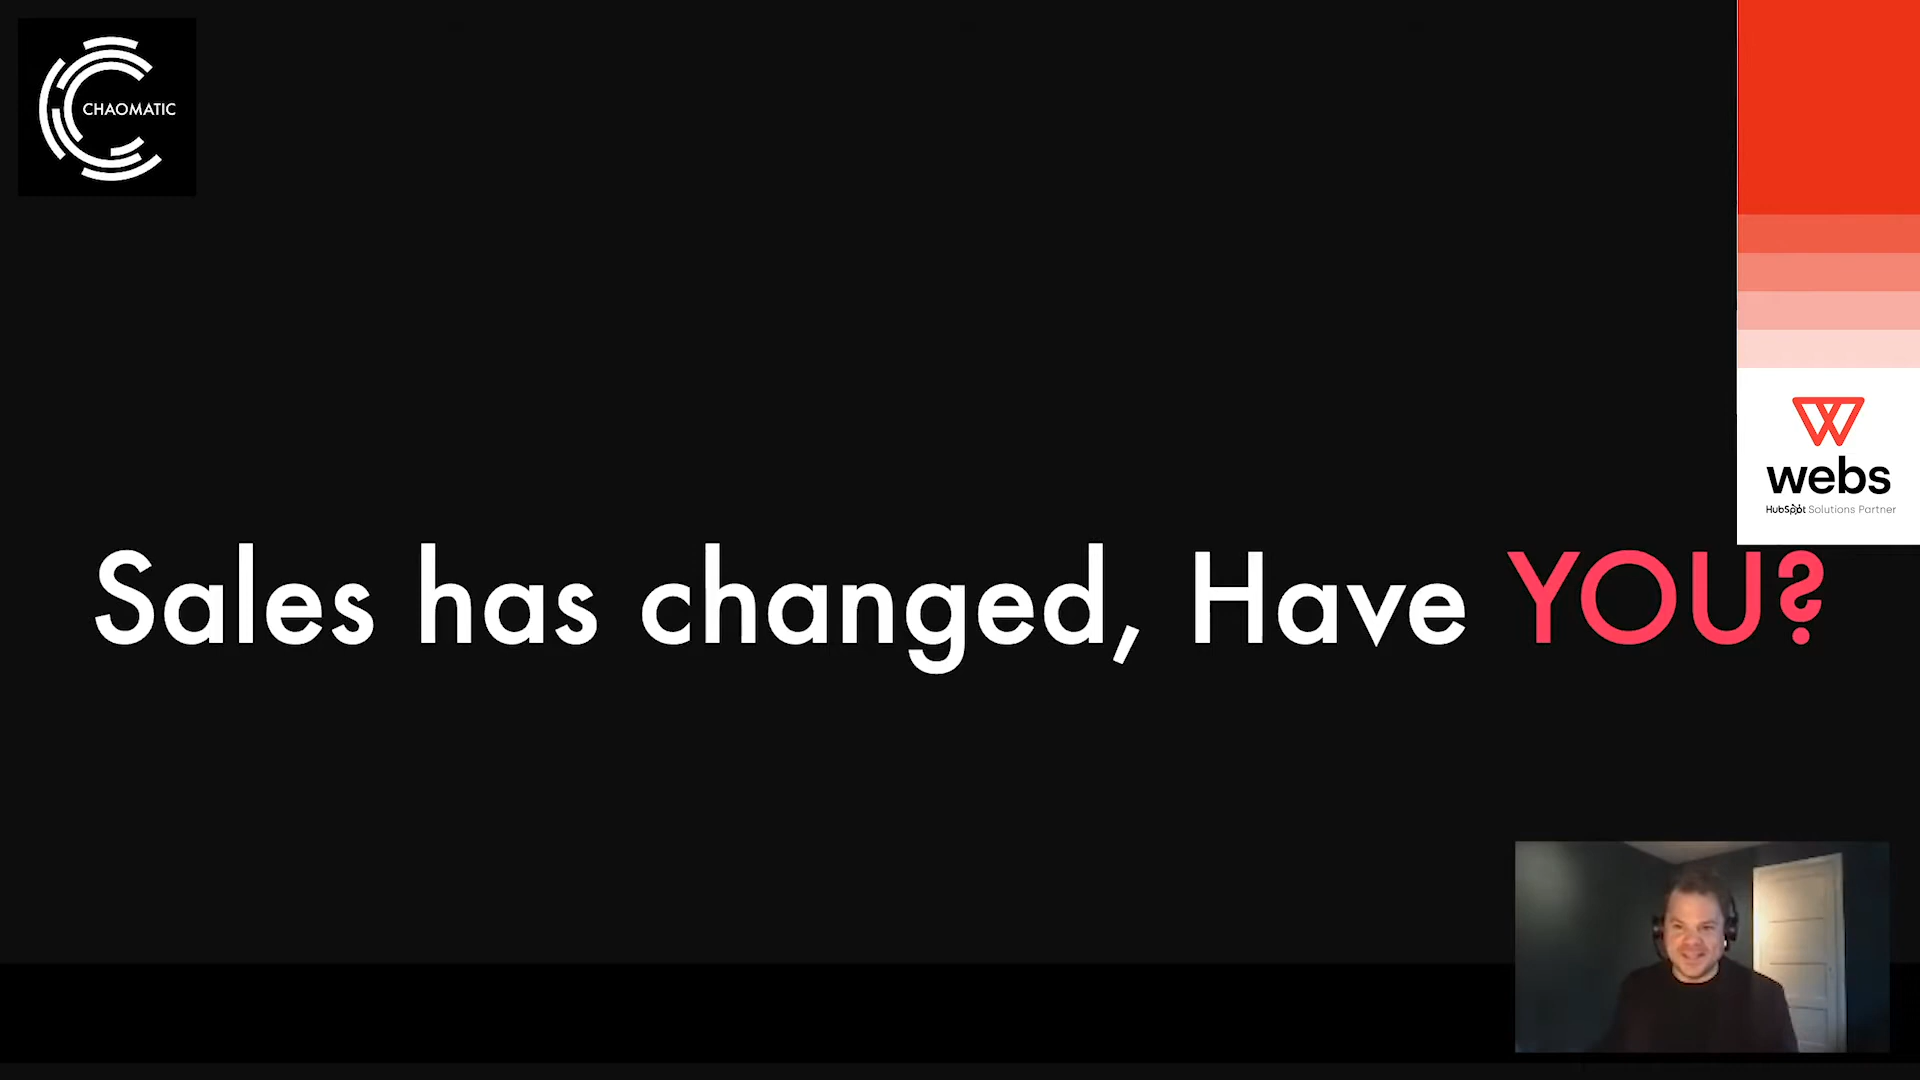 CHAOMATIC
webs
HubSpot Solutions Partner
Sales has changed, Have YOU?